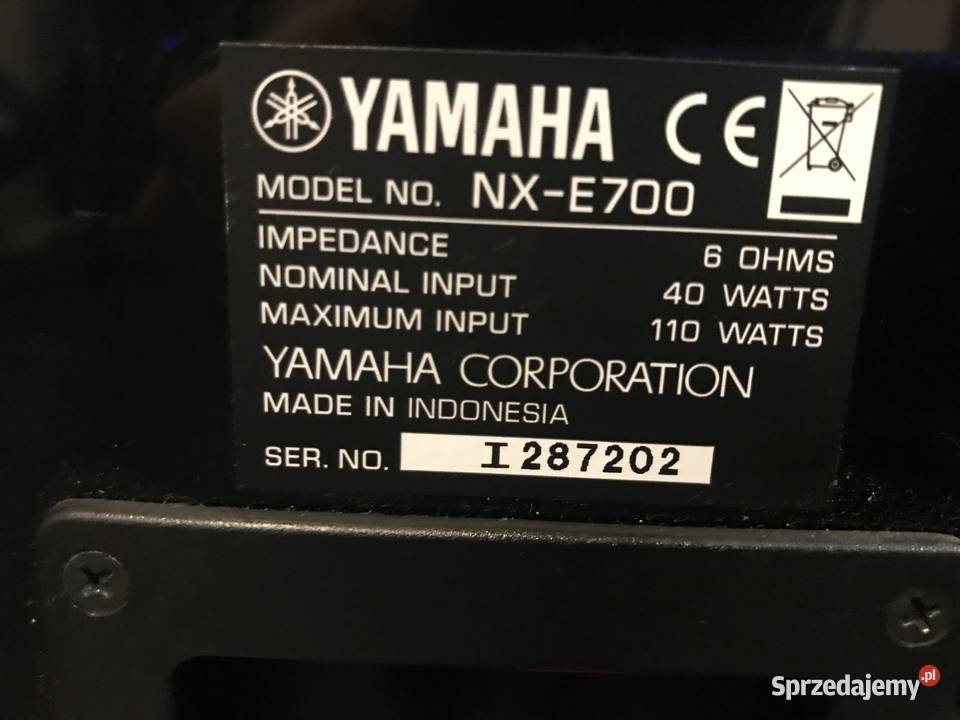 YAMAHA CE
MODEL NO. NX-E700
IMPEDANCE 6 OHMS
NOMINAL INPUT 40 WATTS
MAXIMUM INPUT 110 WATTS
YAMAHA CORPORATION
MADE IN INDONESIA
SER. NO. I 287202
Sprzedajemy.pl